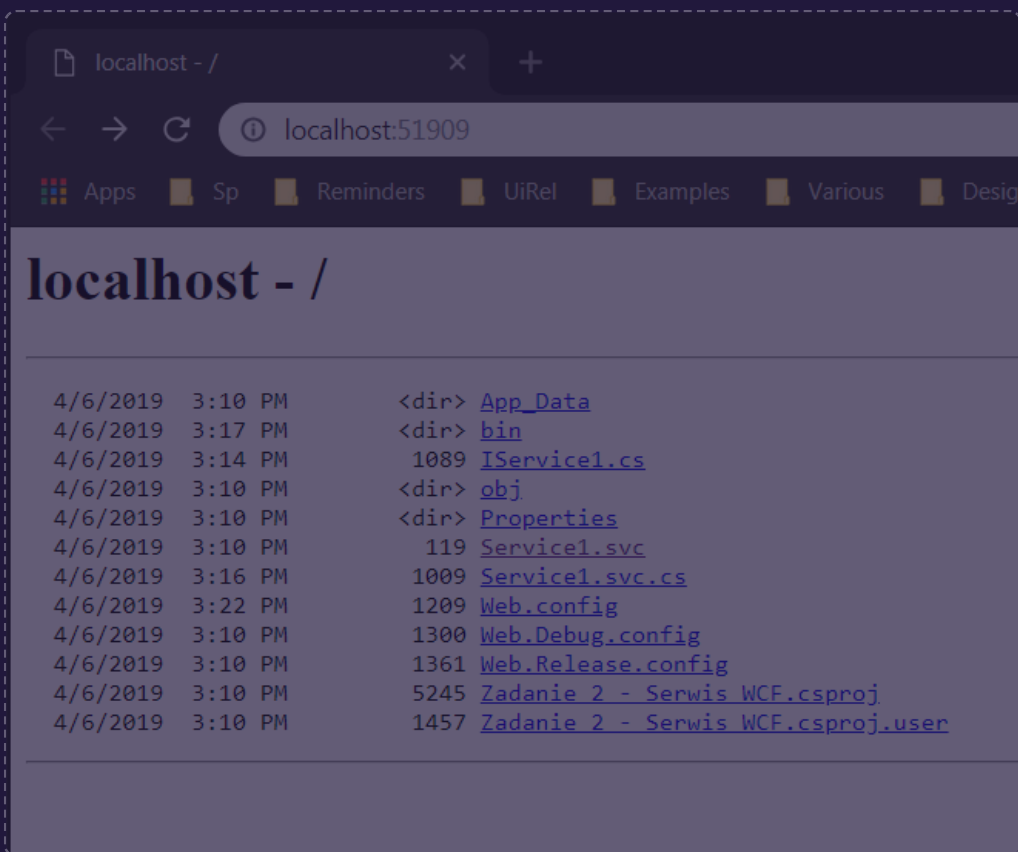 localhost - /
localhost:51909
Apps Sp Reminders UiRel Examples Various Desig
localhost - /
4/6/2019 3:10 PM <dir> App_Data
4/6/2019 3:17 PM <dir> bin
4/6/2019 3:14 PM 1089 IService1.cs
4/6/2019 3:10 PM <dir> obj
4/6/2019 3:10 PM <dir> Properties
4/6/2019 3:10 PM 119 Service1.svc
4/6/2019 3:16 PM 1009 Service1.svc.cs
4/6/2019 3:22 PM 1209 Web.config
4/6/2019 3:10 PM 1300 Web.Debug.config
4/6/2019 3:10 PM 1361 Web.Release.config
4/6/2019 3:10 PM 5245 Zadanie 2 - Serwis WCF.csproj
4/6/2019 3:10 PM 1457 Zadanie 2 - Serwis WCF.csproj.user